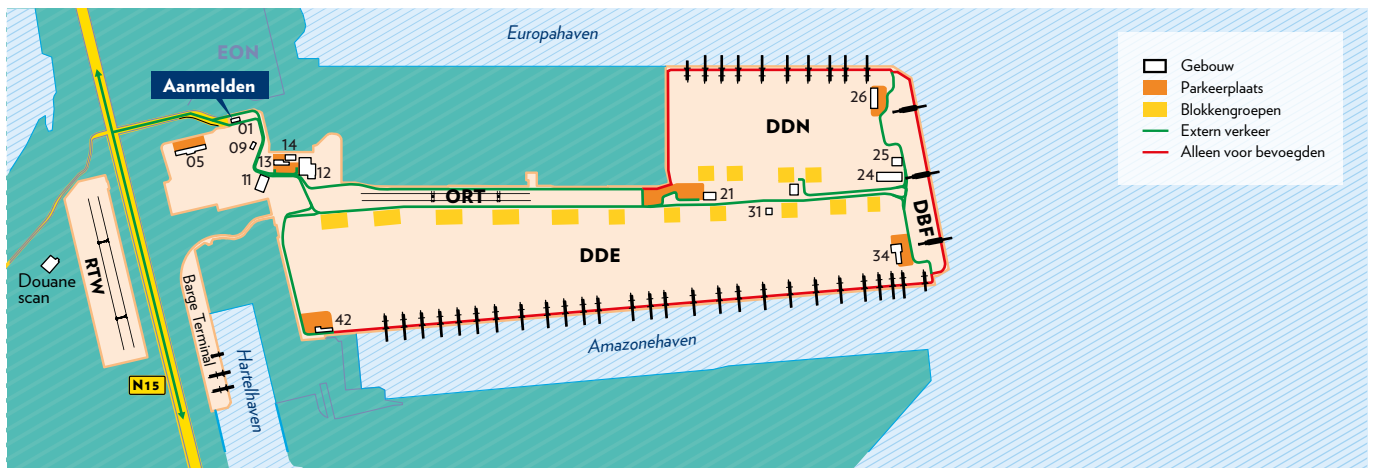 Europahaven
EON
Aanmelden
01
09
05
14
13
12
11
ORT
DDN
26
25
24
21
31
DDE
DBF
34
42
RTW
Douane
scan
Barge Terminal
N15
Hartelhaven
Amazonehaven
Gebouw
Parkeerplaats
Blokkengroepen
Extern verkeer
Alleen voor bevoegden